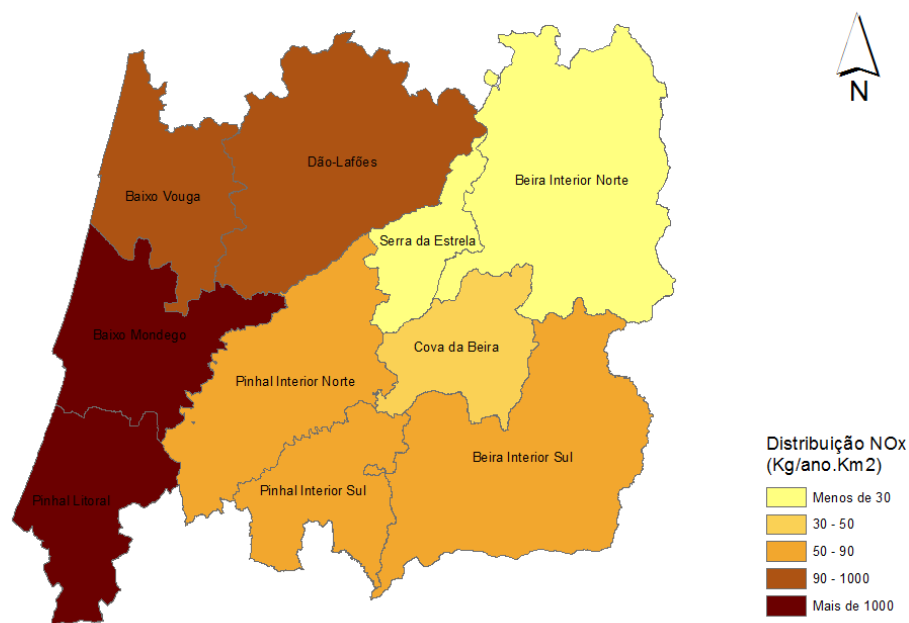 N
Dão-Lafões
Beira Interior Norte
Baixo Vouga
Serra da Estrela
Baixo Mondego
Cova da Beira
Pinhal Interior Norte
Beira Interior Sul
Pinhal Interior Sul
Pinhal Litoral
Distribuição NOx
(Kg/ano.Km2)
Menos de 30
30 - 50
50 - 90
90 - 1000
Mais de 1000